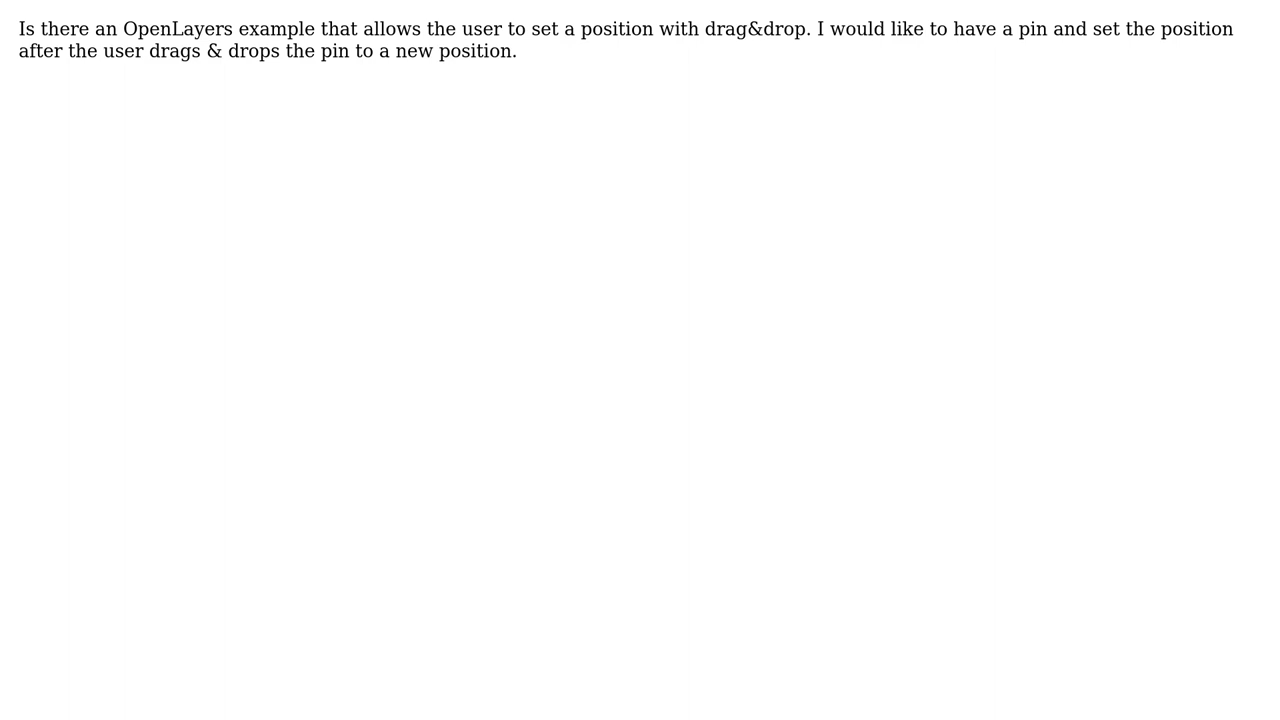 Is there an OpenLayers example that allows the user to set a position with drag&drop. I would like to have a pin and set the position
after the user drags & drops the pin to a new position.